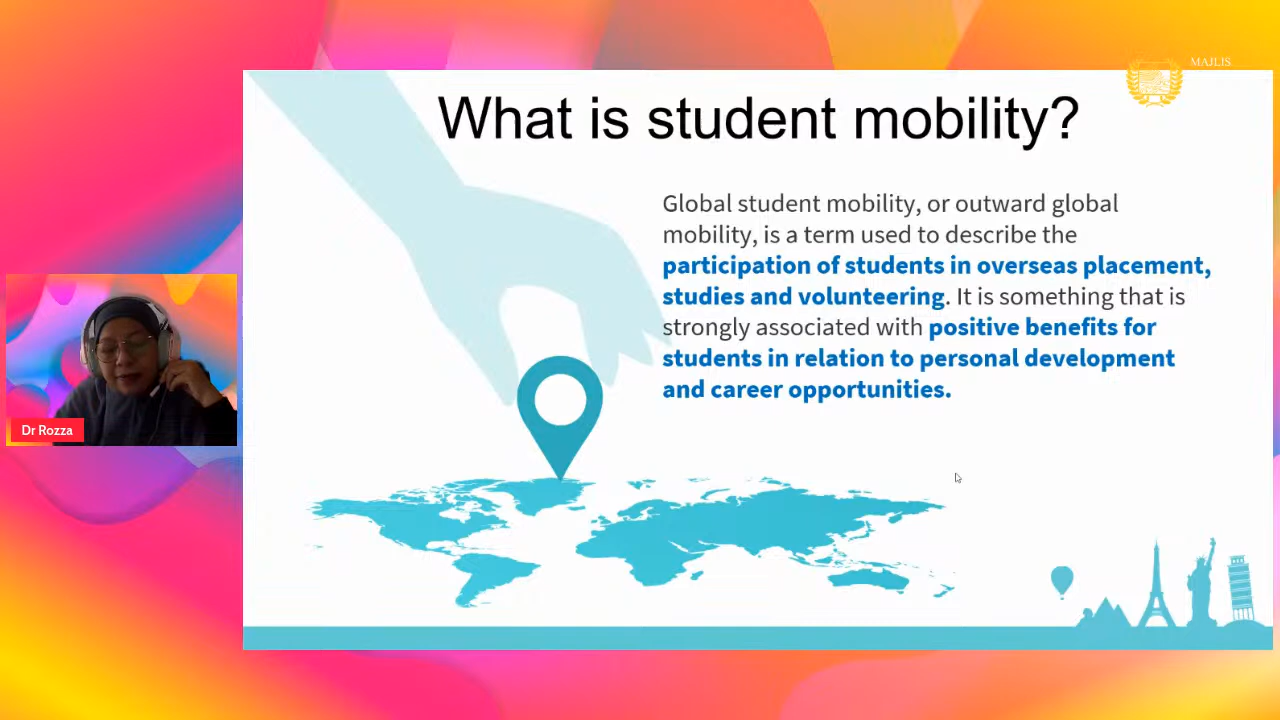 MAJLIS
What is student mobility?
Global student mobility, or outward global
mobility, is a term used to describe the
participation of students in overseas placement,
studies and volunteering. It is something that is
strongly associated with positive benefits for
students in relation to personal development
and career opportunities.
Dr Rozza